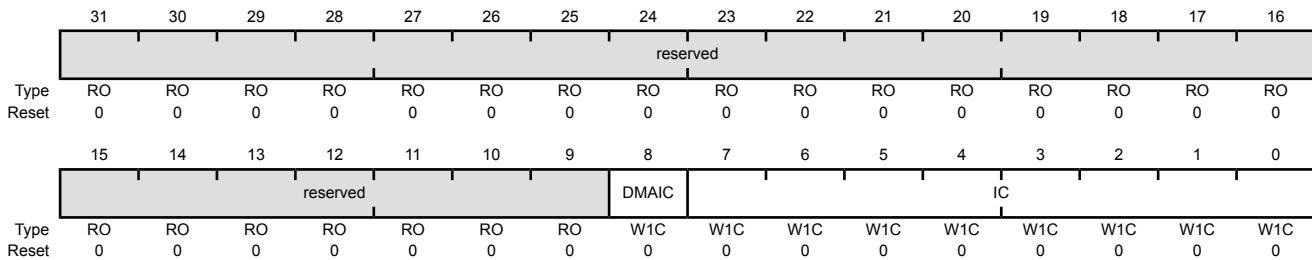 31 30 29 28 27 26 25 24 23 22 21 20 19 18 17 16
reserved
Type RO RO RO RO RO RO RO RO RO RO RO RO RO RO RO RO
Reset 0 0 0 0 0 0 0 0 0 0 0 0 0 0 0 0
15 14 13 12 11 10 9 8 7 6 5 4 3 2 1 0
reserved DMAIC IC
Type RO RO RO RO RO RO RO W1C W1C W1C W1C W1C W1C W1C W1C W1C
Reset 0 0 0 0 0 0 0 0 0 0 0 0 0 0 0 0